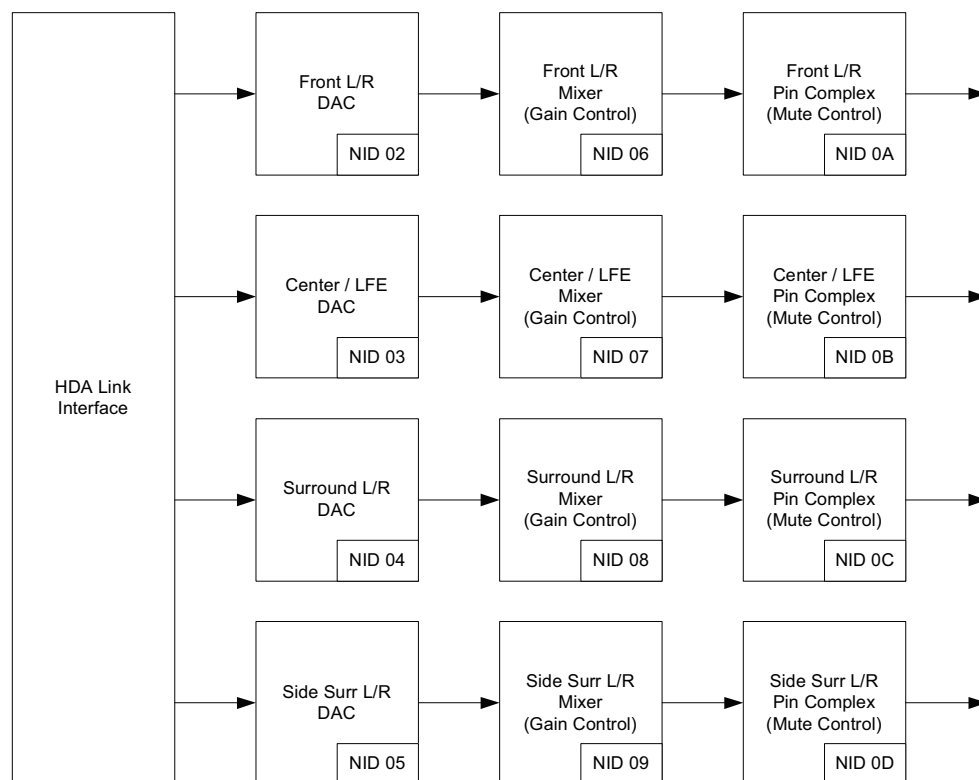 HDA Link
Interface
Front L/R
DAC
NID 02
Front L/R
Mixer
(Gain Control)
NID 06
Front L/R
Pin Complex
(Mute Control)
NID 0A
Center / LFE
DAC
NID 03
Center / LFE
Mixer
(Gain Control)
NID 07
Center / LFE
Pin Complex
(Mute Control)
NID 0B
Surround L/R
DAC
NID 04
Surround L/R
Mixer
(Gain Control)
NID 08
Surround L/R
Pin Complex
(Mute Control)
NID 0C
Side Surr L/R
DAC
NID 05
Side Surr L/R
Mixer
(Gain Control)
NID 09
Side Surr L/R
Pin Complex
(Mute Control)
NID 0D